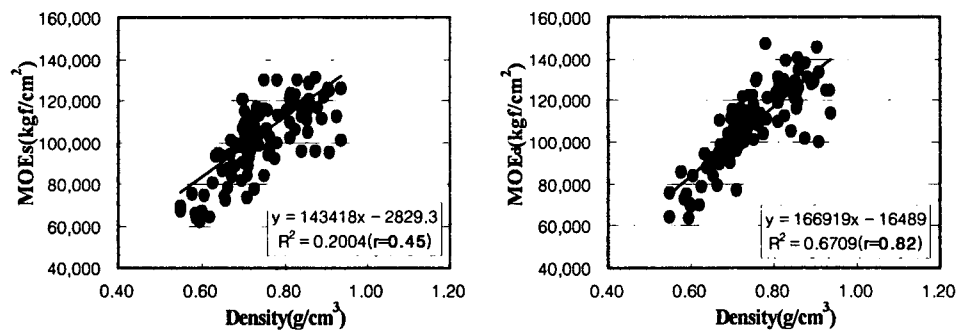 160,000
140,000
120,000
100,000
80,000
60,000
40,000
MOEs(kgf/cm²)
y = 143418x − 2829.3
R² = 0.2004(r=0.45)
0.40 0.60 0.80 1.00 1.20
Density(g/cm³)
160,000
140,000
120,000
100,000
80,000
60,000
40,000
MOEd(kgf/cm²)
y = 166919x − 16489
R² = 0.6709(r=0.82)
0.40 0.60 0.80 1.00 1.20
Density(g/cm³)